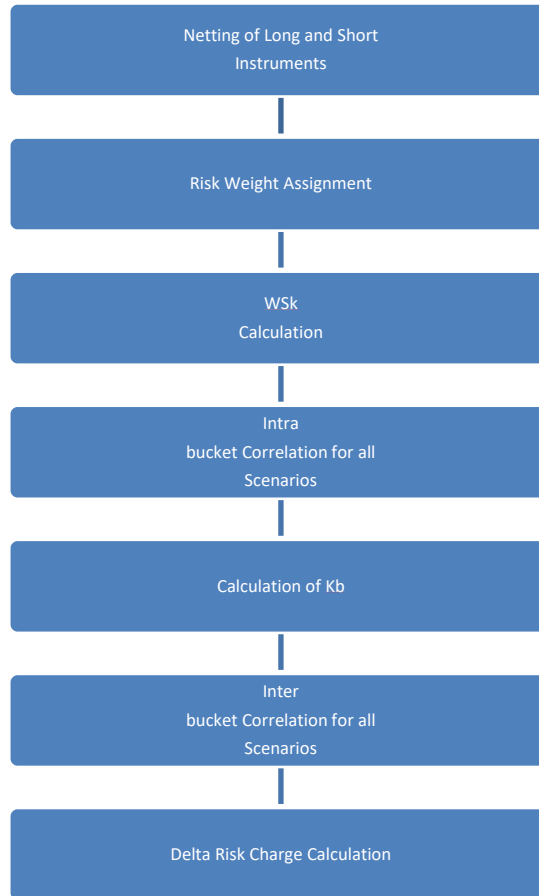 Netting of Long and Short
Instruments
Risk Weight Assignment
WSk
Calculation
Intra
bucket Correlation for all
Scenarios
Calculation of Kb
Inter
bucket Correlation for all
Scenarios
Delta Risk Charge Calculation